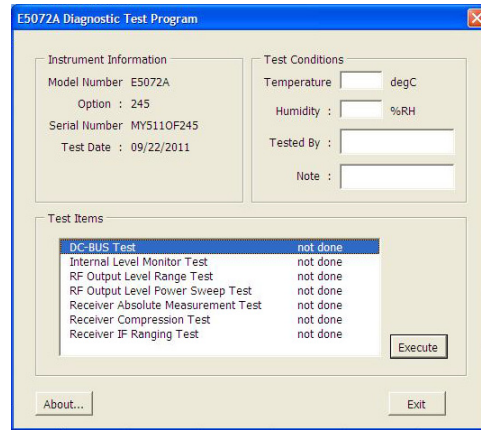 E5072A Diagnostic Test Program
Instrument Information
Model Number E5072A
Option : 245
Serial Number MY511OF245
Test Date : 09/22/2011
Test Conditions
Temperature degC
Humidity : %RH
Tested By :
Note :
Test Items
DC-BUS Test not done
Internal Level Monitor Test not done
RF Output Level Range Test not done
RF Output Level Power Sweep Test not done
Receiver Absolute Measurement Test not done
Receiver Compression Test not done
Receiver IF Ranging Test not done
Execute
About...
Exit